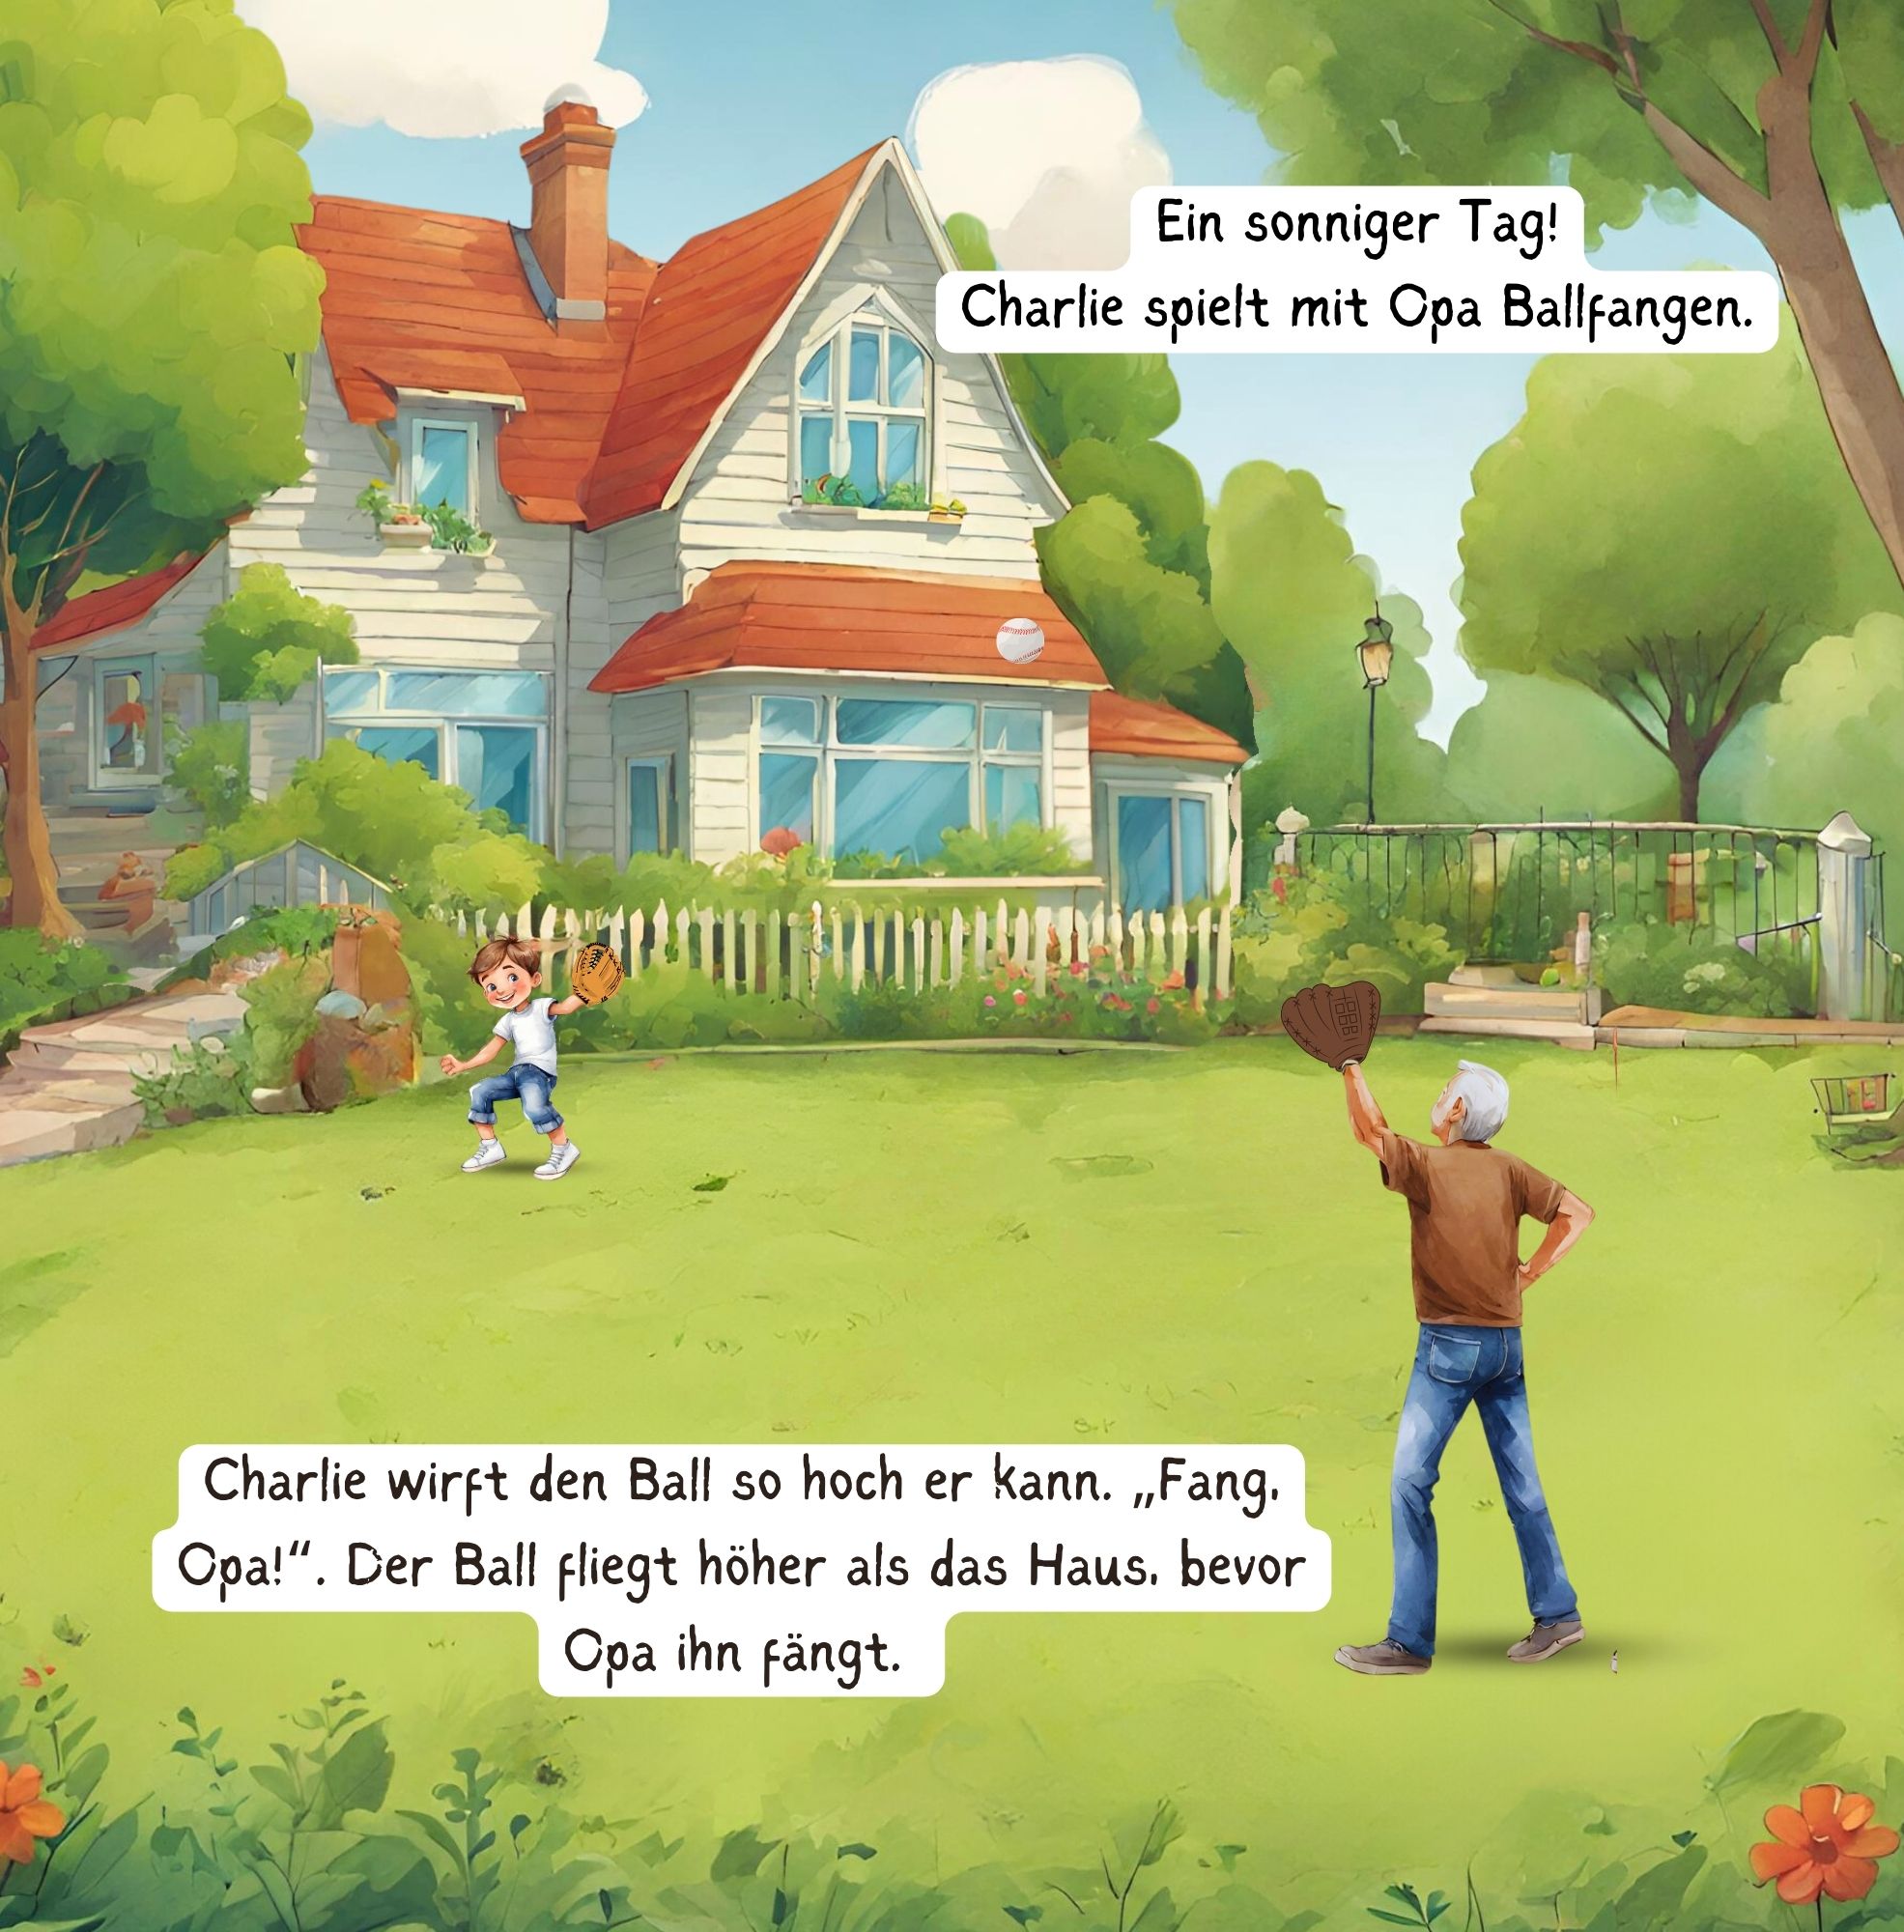 Ein sonniger Tag!
Charlie spielt mit Opa Ballfangen.
Charlie wirft den Ball so hoch er kann. „Fang,
Opa!“. Der Ball fliegt höher als das Haus, bevor
Opa ihn fängt.